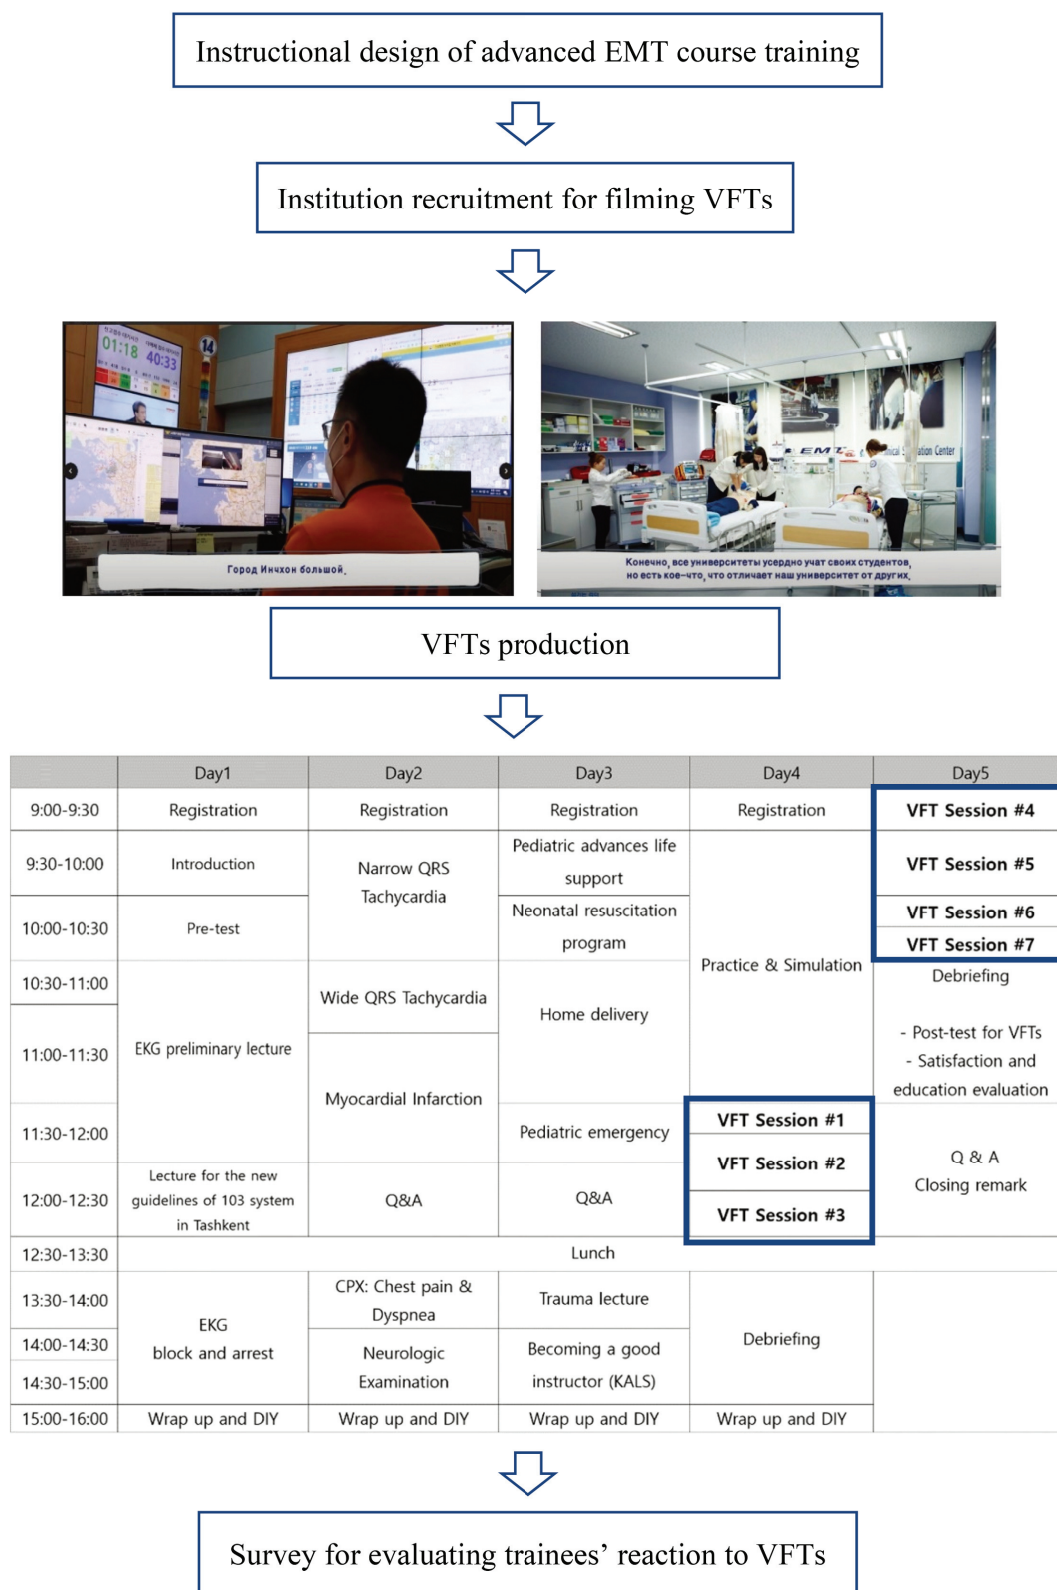 Instructional design of advanced EMT course training
Institution recruitment for filming VFTs
01:18 40:33
14
Город Инчхон большой.
EMT
Center
Конечно, все университеты усердно учат своих студентов,
но есть кое-что, что отличает наш университет от других.
VFTs production
Day1 Day2 Day3 Day4 Day5
9:00-9:30 Registration Registration Registration Registration VFT Session #4
9:30-10:00 Introduction Narrow QRS
Tachycardia Pediatric advances life
support Practice & Simulation VFT Session #5
10:00-10:30 Pre-test Neonatal resuscitation
program VFT Session #6
VFT Session #7
10:30-11:00 EKG preliminary lecture Wide QRS Tachycardia Home delivery Debriefing
11:00-11:30 Myocardial Infarction - Post-test for VFTs
- Satisfaction and
education evaluation
11:30-12:00 Pediatric emergency VFT Session #1
VFT Session #2 Q & A
Closing remark
12:00-12:30 Lecture for the new
guidelines of 103 system
in Tashkent Q&A Q&A VFT Session #3
12:30-13:30 Lunch
13:30-14:00 EKG
block and arrest CPX: Chest pain &
Dyspnea Trauma lecture Debriefing
14:00-14:30 Neurologic
Examination Becoming a good
instructor (KALS)
14:30-15:00
15:00-16:00 Wrap up and DIY Wrap up and DIY Wrap up and DIY Wrap up and DIY
Survey for evaluating trainees’ reaction to VFTs